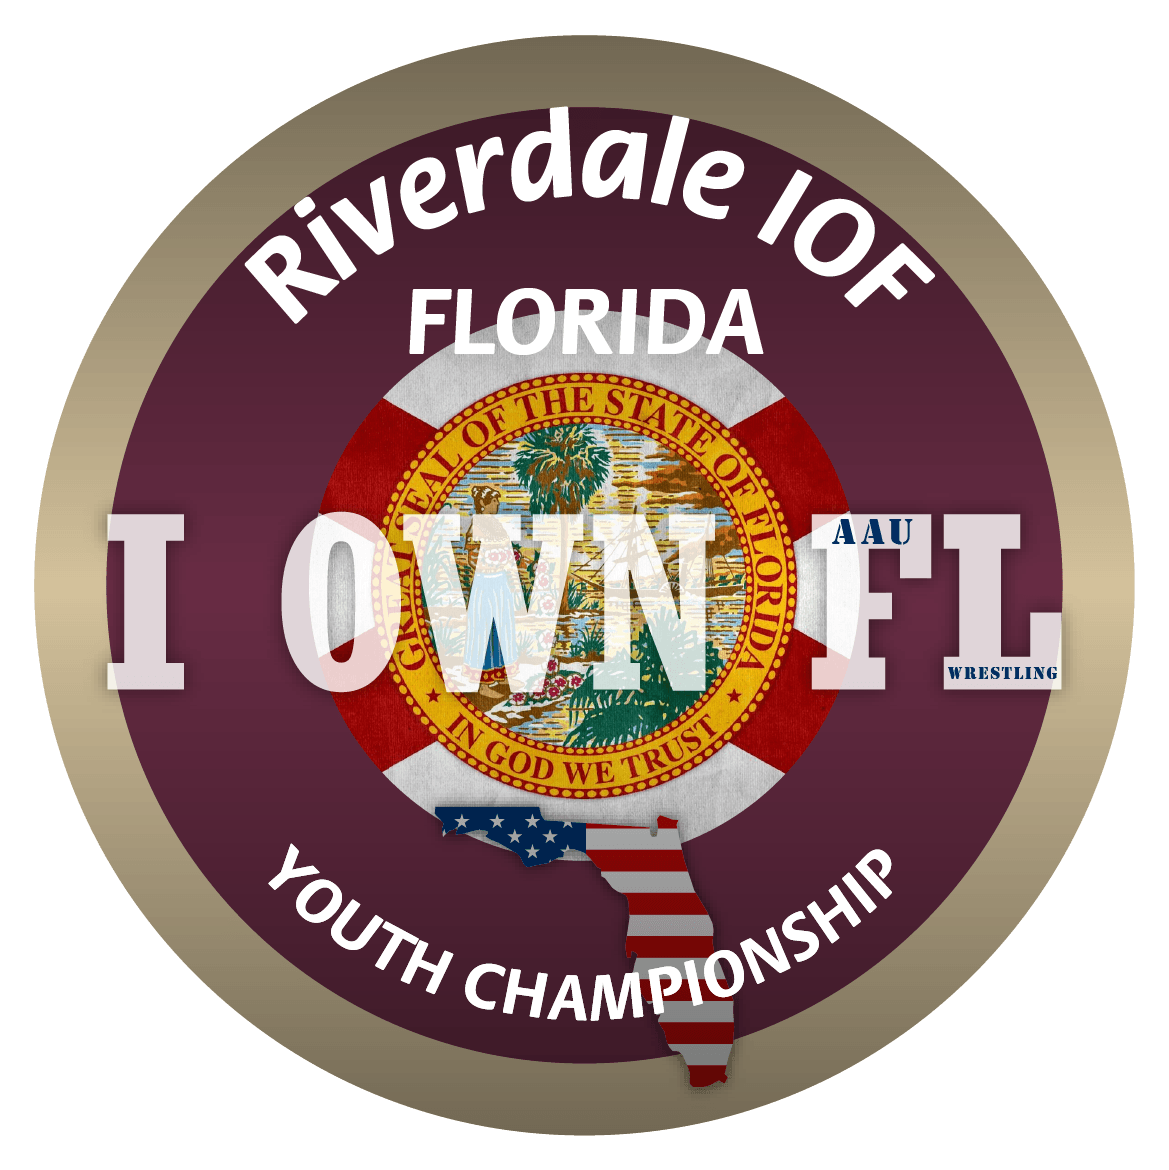 Riverdale IOF
FLORIDA
GREAT SEAL OF THE STATE OF FLORIDA
I OWN FL
AAU
WRESTLING
IN GOD WE TRUST
YOUTH CHAMPIONSHIP